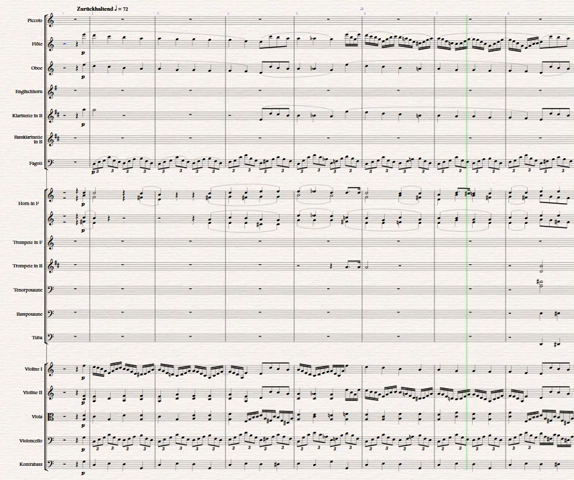 Zurückhaltend ♩ = 72
Piccolo
Flöte
Oboe
Englischhorn
Klarinette in B
Bassklarinette
in B
Fagott
Horn in F
Trompete in F
Trompete in B
Tenorposaune
Bassposaune
Tuba
Violine I
Violine II
Viola
Violoncello
Kontrabass